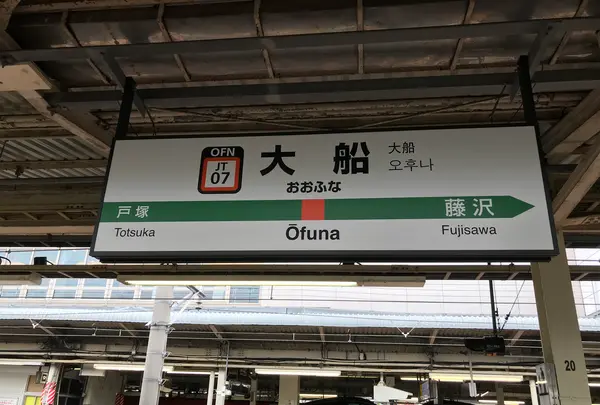 OFN
JT
07
大船
おおふな
大船
오후나
戸塚
藤沢
Totsuka
Ōfuna
Fujisawa
20